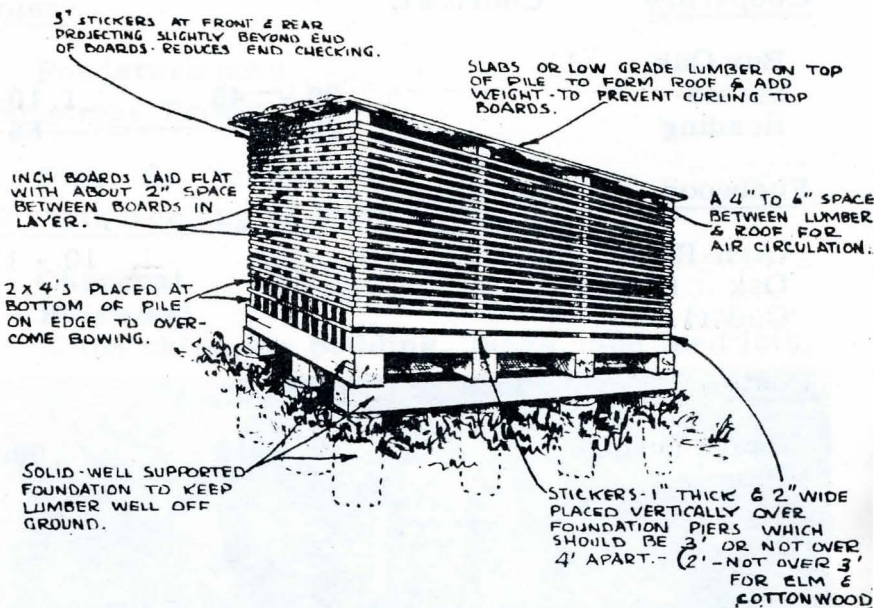 3" STICKERS AT FRONT & REAR
PROJECTING SLIGHTLY BEYOND END
OF BOARDS - REDUCES END CHECKING.
SLABS OR LOW GRADE LUMBER ON TOP
OF PILE TO FORM ROOF & ADD
WEIGHT - TO PREVENT CURLING TOP
BOARDS.
INCH BOARDS LAID FLAT
WITH ABOUT 2" SPACE
BETWEEN BOARDS IN
LAYER.
A 4" TO 6" SPACE
BETWEEN LUMBER
& ROOF FOR
AIR CIRCULATION.
2 x 4'S PLACED AT
BOTTOM OF PILE
ON EDGE TO OVER-
COME BOWING.
SOLID - WELL SUPPORTED
FOUNDATION TO KEEP
LUMBER WELL OFF
GROUND.
STICKERS - 1" THICK & 2" WIDE
PLACED VERTICALLY OVER
FOUNDATION PIERS WHICH
SHOULD BE 3' OR NOT OVER
4' APART. - (2' - NOT OVER 3'
FOR ELM &
COTTONWOOD